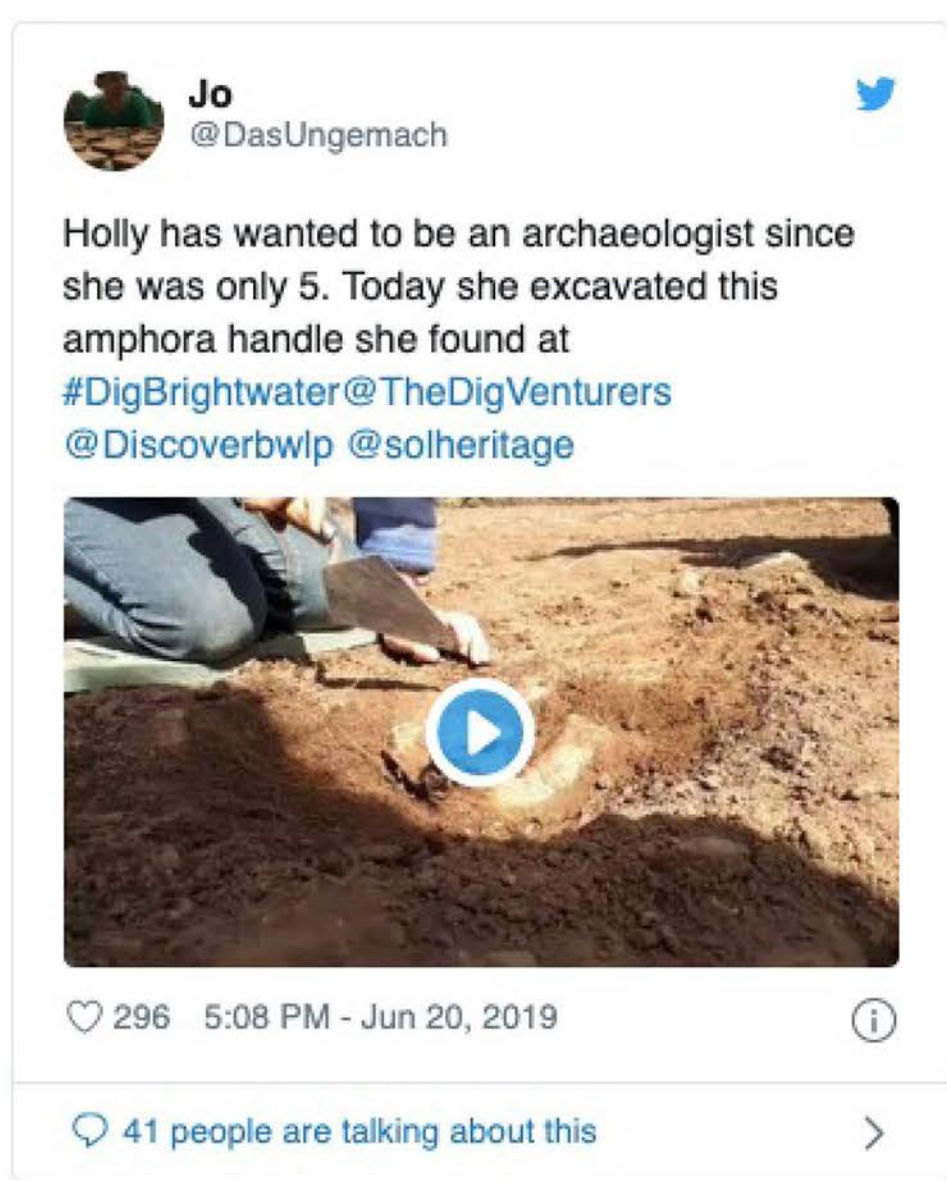 Jo
@DasUngemach
Holly has wanted to be an archaeologist since
she was only 5. Today she excavated this
amphora handle she found at
#DigBrightwater@TheDigVenturers
@Discoverbwlp @solheritage
296 5:08 PM - Jun 20, 2019
41 people are talking about this